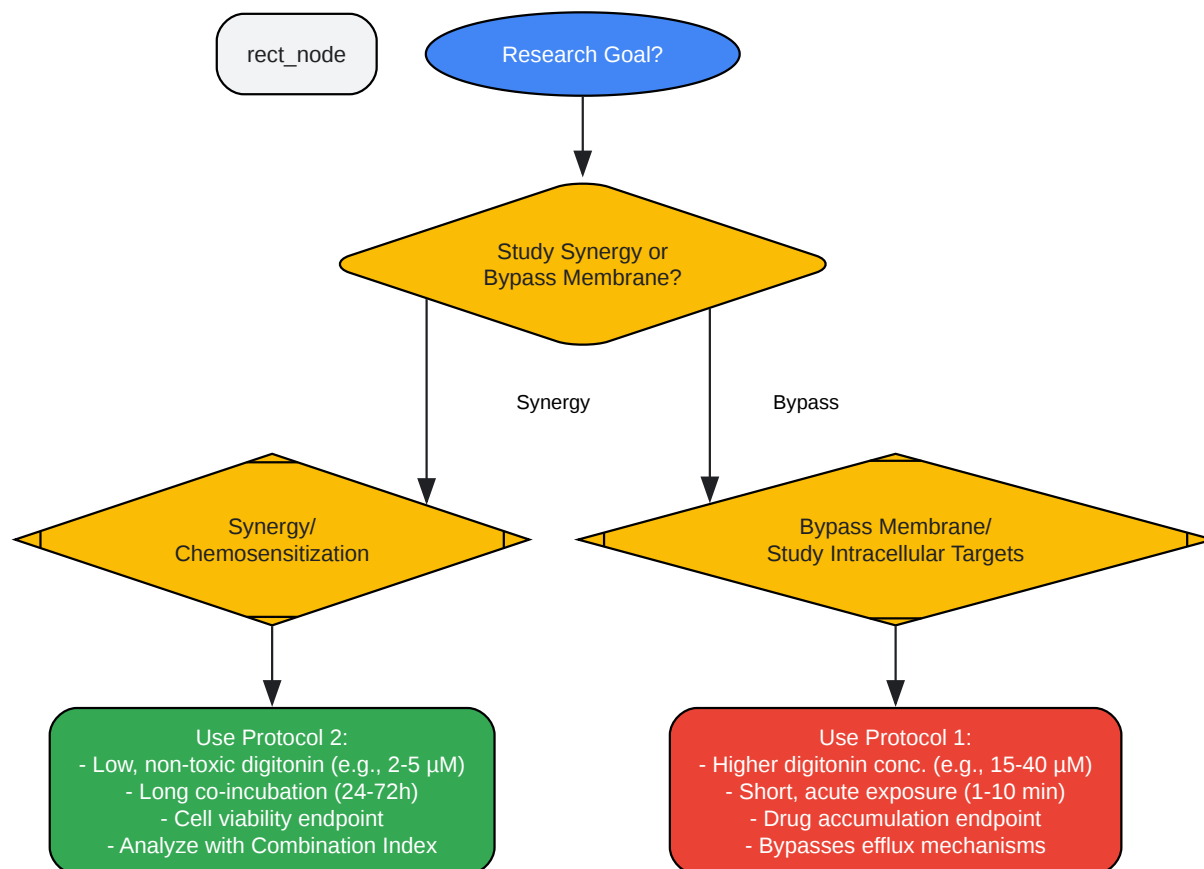 rect_node
Research Goal?
Study Synergy or
Bypass Membrane?
Synergy
Bypass
Synergy/
Chemosensitization
Bypass Membrane/
Study Intracellular Targets
Use Protocol 2:
- Low, non-toxic digitonin (e.g., 2-5 µM)
- Long co-incubation (24-72h)
- Cell viability endpoint
- Analyze with Combination Index
Use Protocol 1:
- Higher digitonin conc. (e.g., 15-40 µM)
- Short, acute exposure (1-10 min)
- Drug accumulation endpoint
- Bypasses efflux mechanisms